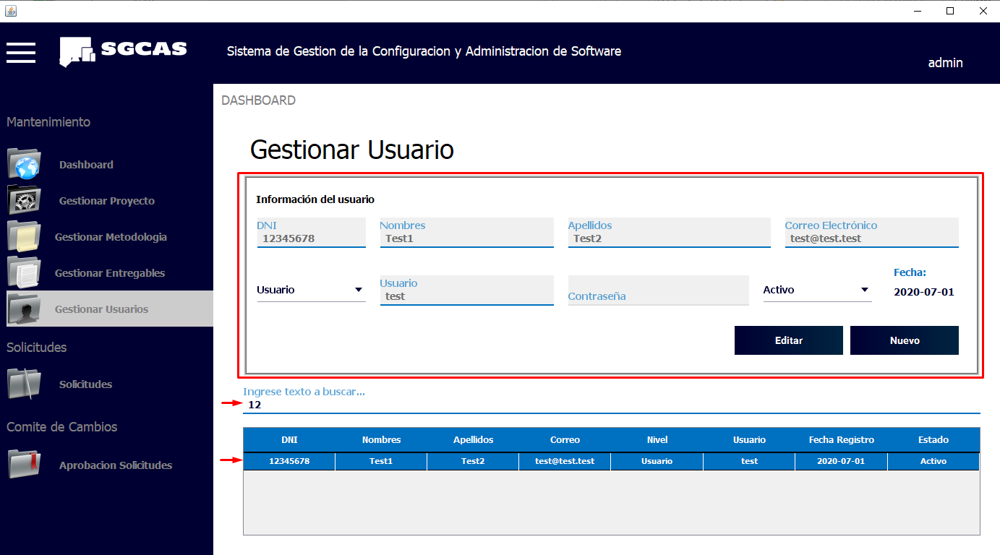 SGCAS
Sistema de Gestion de la Configuracion y Administracion de Software
admin
Mantenimiento
Dashboard
Gestionar Proyecto
Gestionar Metodologia
Gestionar Entregables
Gestionar Usuarios
Solicitudes
Solicitudes
Comite de Cambios
Aprobacion Solicitudes
DASHBOARD
Gestionar Usuario
Información del usuario
DNI Nombres Apellidos Correo Electrónico
12345678 Test1 Test2 test@test.test
Fecha:
Usuario
Usuario test Contraseña Activo 2020-07-01
Editar Nuevo
Ingrese texto a buscar...
12
DNI Nombres Apellidos Correo Nivel Usuario Fecha Registro Estado
12345678 Test1 Test2 test@test.test Usuario test 2020-07-01 Activo